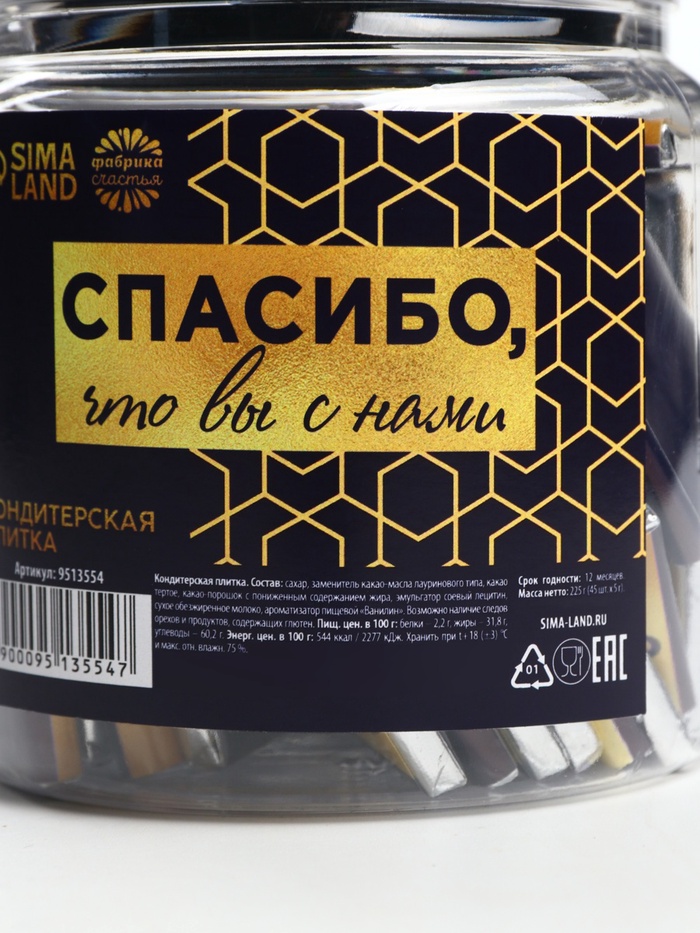 SIMA
LAND
фабрика
счастья
СПАСИБО,
что вы с нами
ОНДИТЕРСКАЯ
ЛИТКА
Артикул: 9513554
900095 135547
Кондитерская плитка. Состав: сахар, заменитель какао-масла лауринового типа, какао
тертое, какао-порошок с пониженным содержанием жира, эмульгатор соевый лецитин,
сухое обезжиренное молоко, ароматизатор пищевой «Ванилин». Возможно наличие следов
орехов и продуктов, содержащих глютен. Пищ. цен. в 100 г: белки – 2,2 г, жиры – 31,8 г,
углеводы – 60,2 г. Энерг. цен. в 100 г: 544 ккал / 2277 кДж. Хранить при t +18 (±3) °С
и макс. отн. влажн. 75 %.
Срок годности: 12 месяцев.
Масса нетто: 225 г (45 шт. х 5 г).
SIMA-LAND.RU
01
EAC